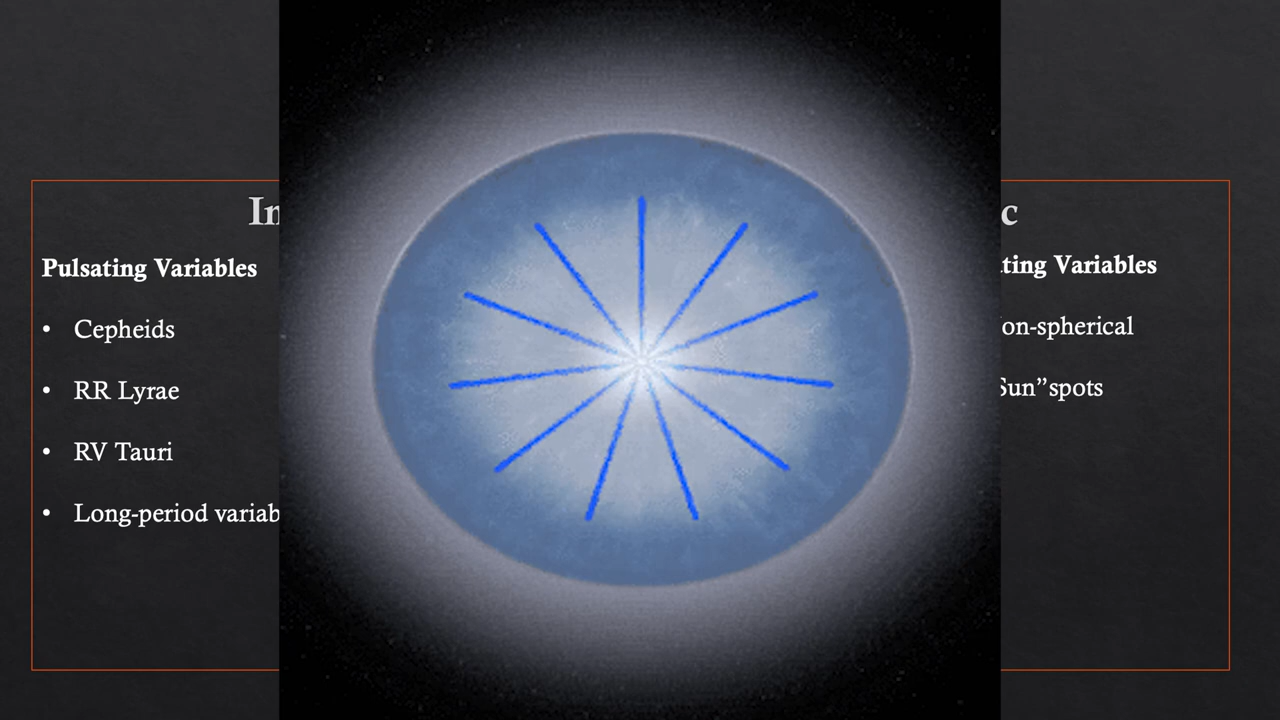 In
Pulsating Variables
• Cepheids
• RR Lyrae
• RV Tauri
• Long-period variab
c
ting Variables
on-spherical
Sun”spots